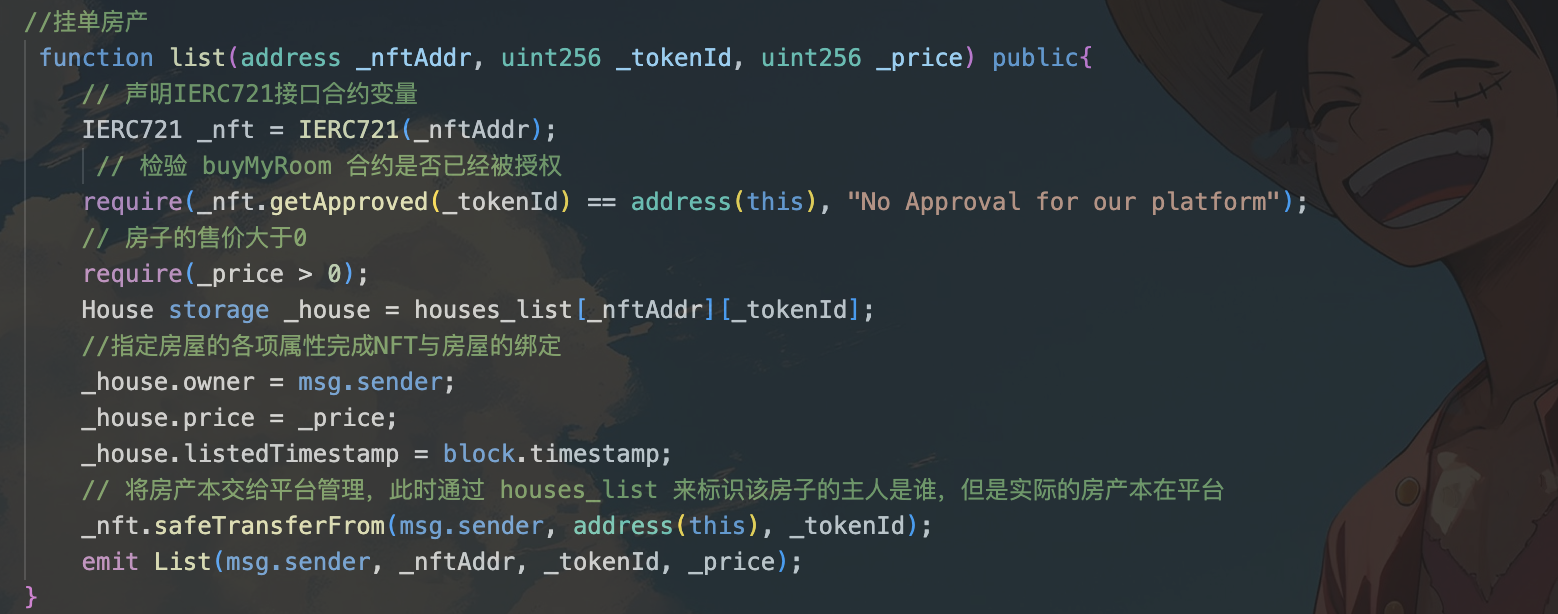 //挂单房产
function list(address _nftAddr, uint256 _tokenId, uint256 _price) public{
// 声明IERC721接口合约变量
IERC721 _nft = IERC721(_nftAddr);
// 检验 buyMyRoom 合约是否已经被授权
require(_nft.getApproved(_tokenId) == address(this), "No Approval for our platform");
// 房子的售价大于0
require(_price > 0);
House storage _house = houses_list[_nftAddr][_tokenId];
//指定房屋的各项属性完成NFT与房屋的绑定
_house.owner = msg.sender;
_house.price = _price;
_house.listedTimestamp = block.timestamp;
// 将房产本交给平台管理，此时通过 houses_list 来标识该房子的主人是谁，但是实际的房产本在平台
_nft.safeTransferFrom(msg.sender, address(this), _tokenId);
emit List(msg.sender, _nftAddr, _tokenId, _price);
}